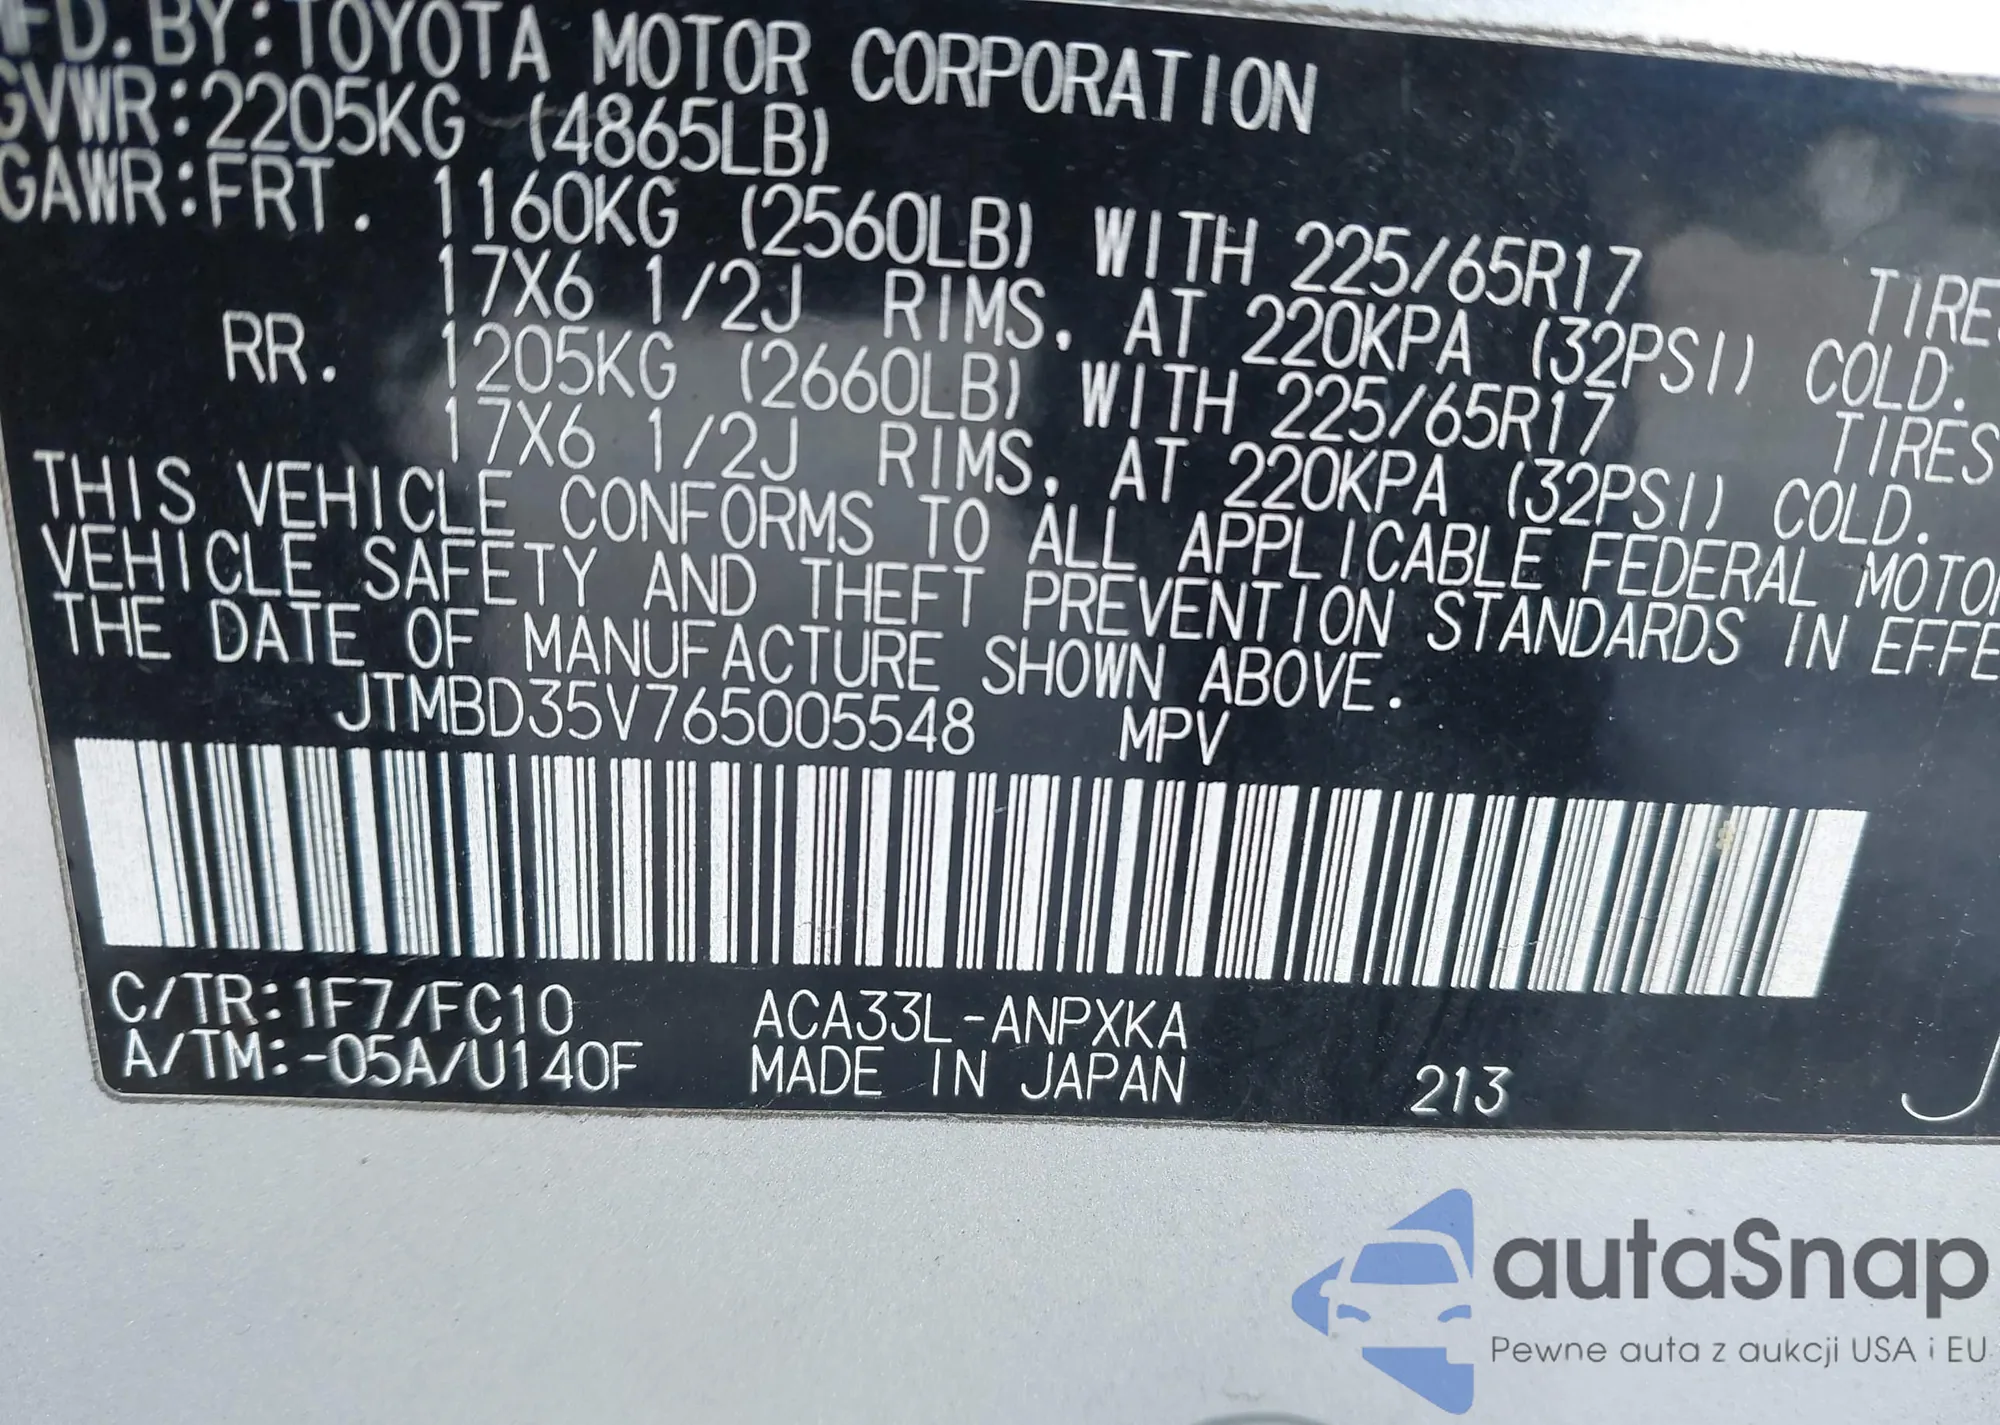 MFD. BY: TOYOTA MOTOR CORPORATION
GVWR: 2205KG (4865LB)
GAWR: FRT. 1160KG (2560LB) WITH 225/65R17 TIRES
17X6 1/2J RIMS, AT 220KPA (32PSI) COLD.
RR. 1205KG (2660LB) WITH 225/65R17 TIRES
17X6 1/2J RIMS, AT 220KPA (32PSI) COLD.
THIS VEHICLE CONFORMS TO ALL APPLICABLE FEDERAL MOTOR
VEHICLE SAFETY AND THEFT PREVENTION STANDARDS IN EFFE
THE DATE OF MANUFACTURE SHOWN ABOVE.
JTMBD35V765005548 MPV
C/TR: 1F7/FC10 ACA33L-ANPXKA
A/TM: -05A/U140F MADE IN JAPAN 213
autaSnap
Pewne auta z aukcji USA i EU